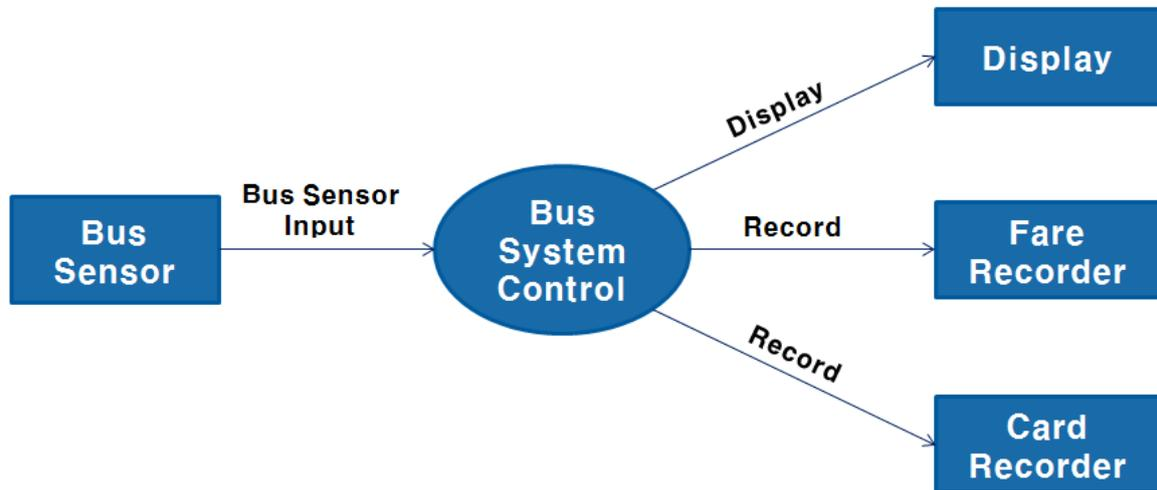 Bus
Sensor
Bus Sensor
Input
Bus
System
Control
Display
Display
Record
Fare
Recorder
Record
Card
Recorder